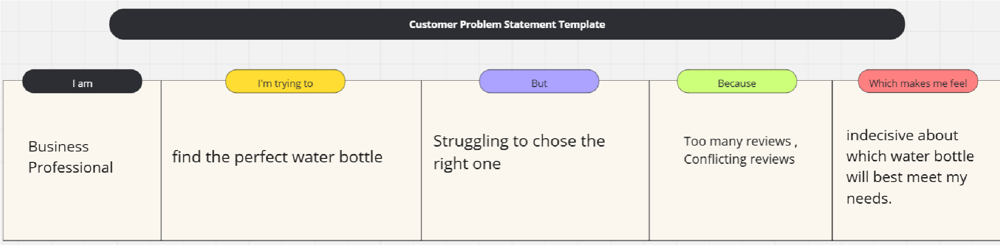 Customer Problem Statement Template
I am
I'm trying to
But
Because
Which makes me feel
Business
Professional
find the perfect water bottle
Struggling to chose the
right one
Too many reviews ,
Conflicting reviews
indecisive about
which water bottle
will best meet my
needs.